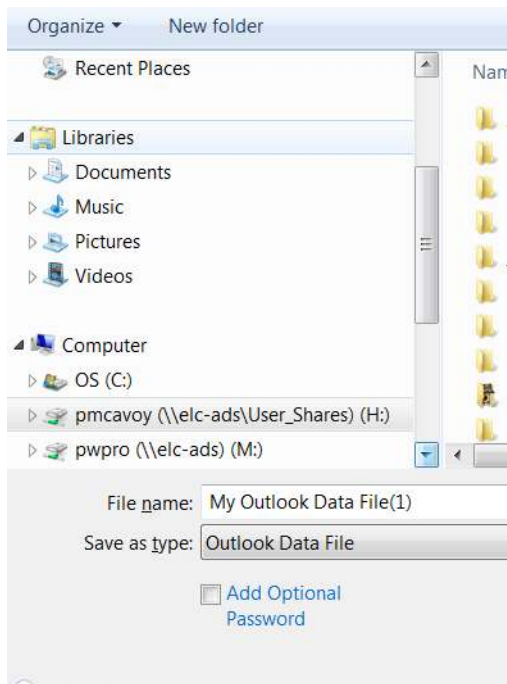 Organize New folder
Recent Places
Nam
Libraries
Documents
Music
Pictures
Videos
Computer
OS (C:)
pmcavoy (\\elc-ads\User_Shares) (H:)
pwpro (\\elc-ads) (M:)
File name: My Outlook Data File(1)
Save as type: Outlook Data File
Add Optional
Password